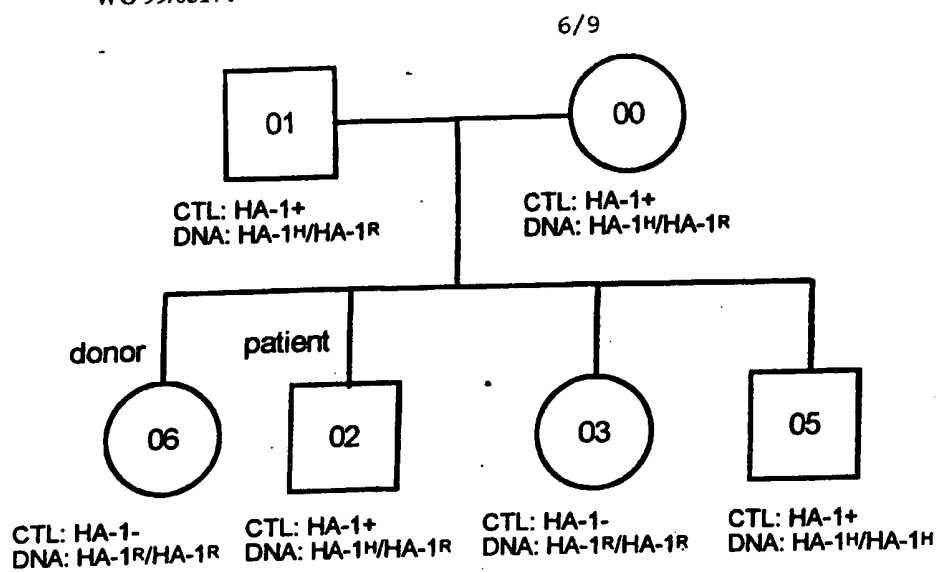 6/9
01
00
CTL: HA-1+
DNA: HA-1H/HA-1R
CTL: HA-1+
DNA: HA-1H/HA-1R
donor
patient
06
02
03
05
CTL: HA-1-
DNA: HA-1R/HA-1R
CTL: HA-1+
DNA: HA-1H/HA-1R
CTL: HA-1-
DNA: HA-1R/HA-1R
CTL: HA-1+
DNA: HA-1H/HA-1H